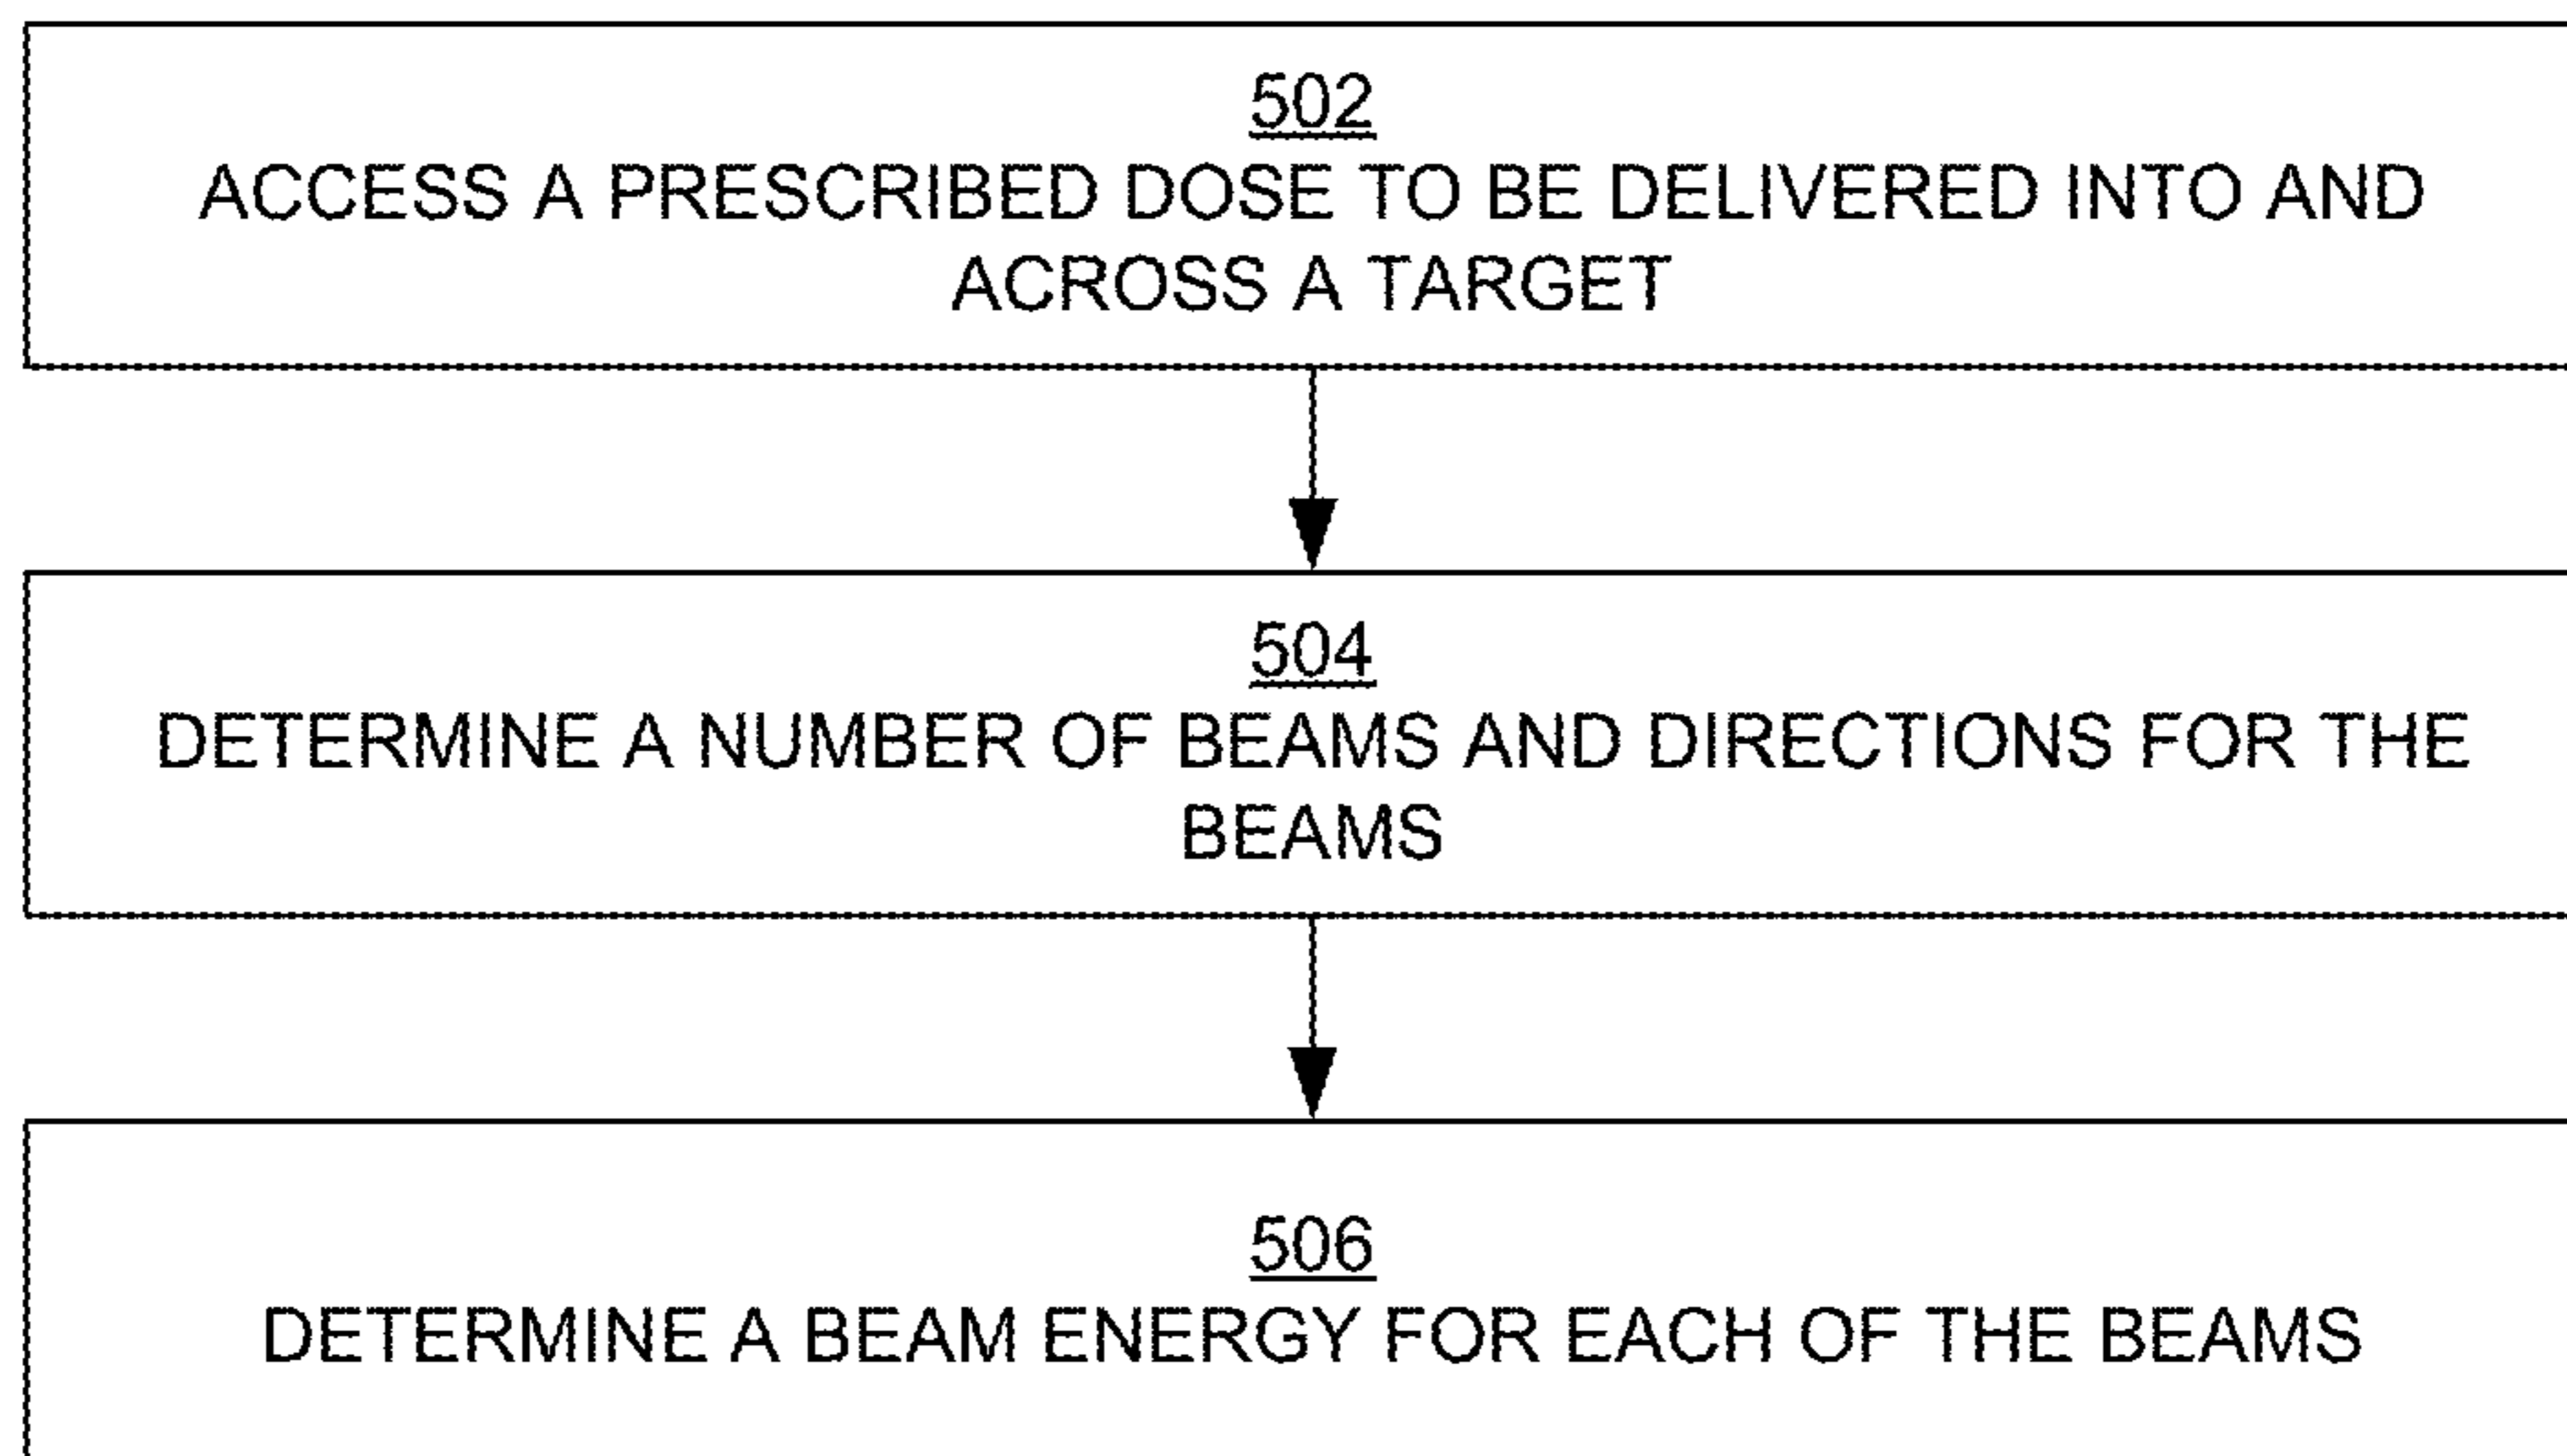 502
ACCESS A PRESCRIBED DOSE TO BE DELIVERED INTO AND
ACROSS A TARGET
504
DETERMINE A NUMBER OF BEAMS AND DIRECTIONS FOR THE
BEAMS
506
DETERMINE A BEAM ENERGY FOR EACH OF THE BEAMS